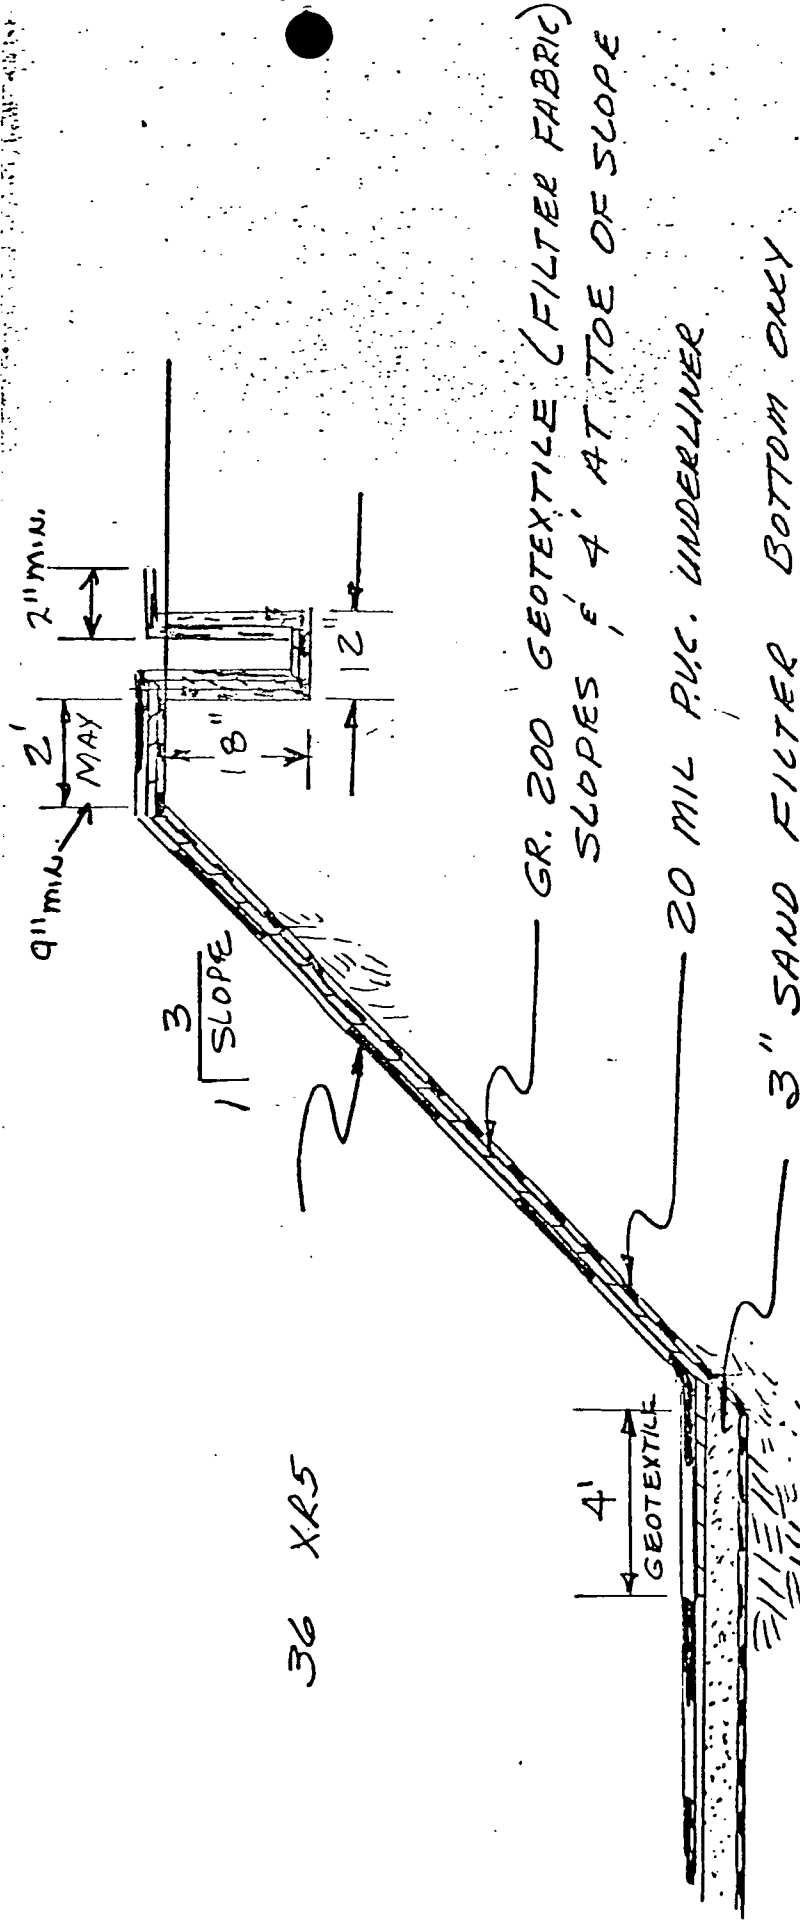 2" MIN.
2'
MAY
9" MIN.
18"
12"
3
1 SLOPE
36 XR5
GR. 200 GEOTEXTILE (FILTER FABRIC)
SLOPES & 4' AT TOE OF SLOPE
20 MIL P.V.C. UNDERLINER
4'
GEOTEXTILE
3" SAND FILTER BOTTOM ONLY